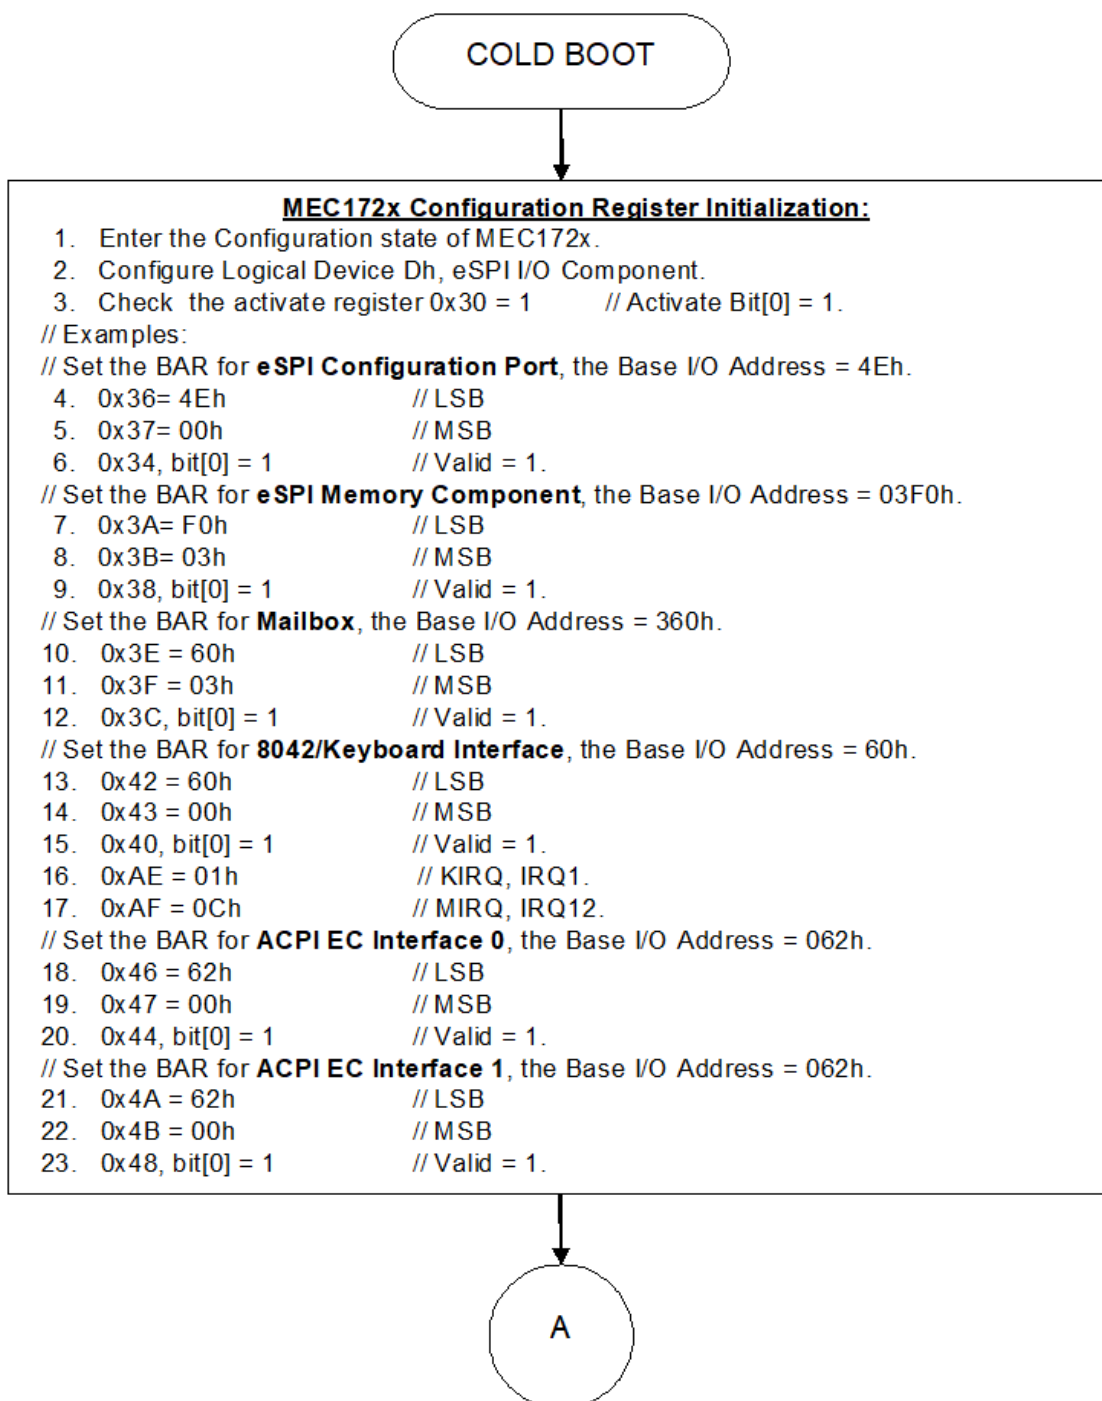 COLD BOOT
MEC172x Configuration Register Initialization:
1. Enter the Configuration state of MEC172x.
2. Configure Logical Device Dh, eSPI I/O Component.
3. Check the activate register 0x30 = 1 // Activate Bit[0] = 1.
// Examples:
// Set the BAR for eSPI Configuration Port, the Base I/O Address = 4Eh.
4. 0x36= 4Eh // LSB
5. 0x37= 00h // MSB
6. 0x34, bit[0] = 1 // Valid = 1.
// Set the BAR for eSPI Memory Component, the Base I/O Address = 03F0h.
7. 0x3A= F0h // LSB
8. 0x3B= 03h // MSB
9. 0x38, bit[0] = 1 // Valid = 1.
// Set the BAR for Mailbox, the Base I/O Address = 360h.
10. 0x3E = 60h // LSB
11. 0x3F = 03h // MSB
12. 0x3C, bit[0] = 1 // Valid = 1.
// Set the BAR for 8042/Keyboard Interface, the Base I/O Address = 60h.
13. 0x42 = 60h // LSB
14. 0x43 = 00h // MSB
15. 0x40, bit[0] = 1 // Valid = 1.
16. 0xAE = 01h // KIRQ, IRQ1.
17. 0xAF = 0Ch // MIRQ, IRQ12.
// Set the BAR for ACPI EC Interface 0, the Base I/O Address = 062h.
18. 0x46 = 62h // LSB
19. 0x47 = 00h // MSB
20. 0x44, bit[0] = 1 // Valid = 1.
// Set the BAR for ACPI EC Interface 1, the Base I/O Address = 062h.
21. 0x4A = 62h // LSB
22. 0x4B = 00h // MSB
23. 0x48, bit[0] = 1 // Valid = 1.
A